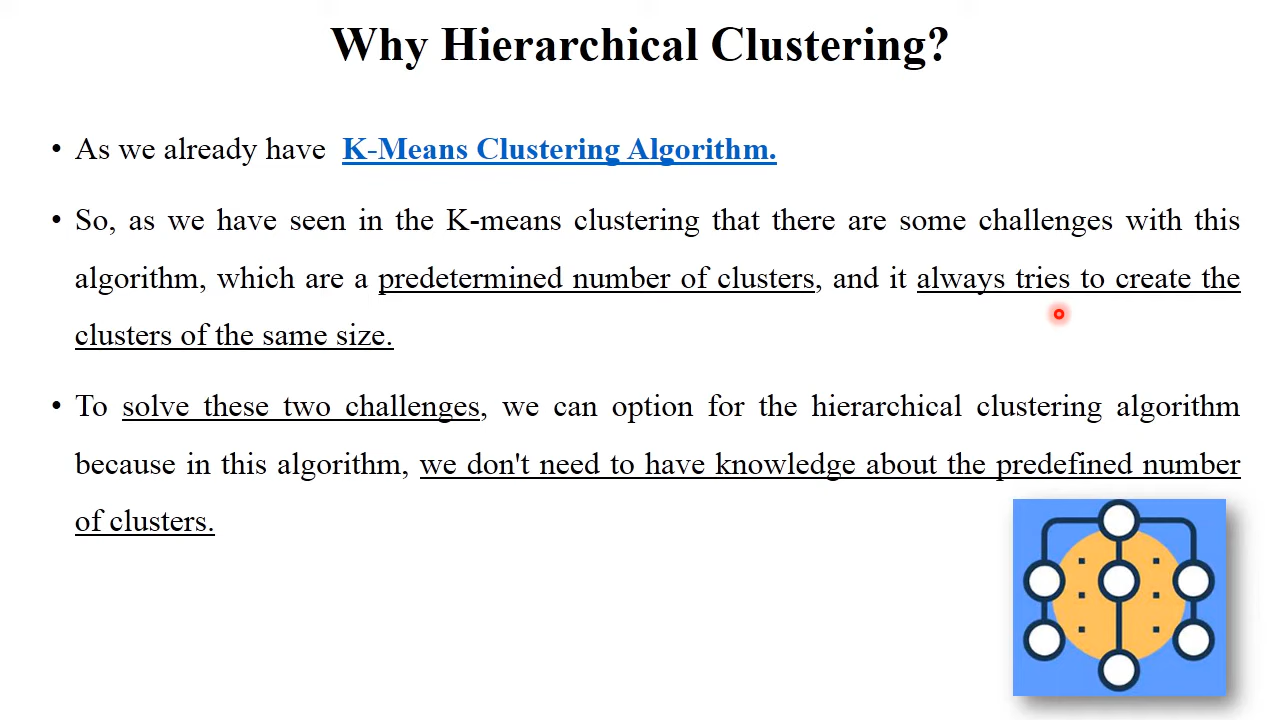 Why Hierarchical Clustering?
• As we already have K-Means Clustering Algorithm.
• So, as we have seen in the K-means clustering that there are some challenges with this
algorithm, which are a predetermined number of clusters, and it always tries to create the
clusters of the same size.
• To solve these two challenges, we can option for the hierarchical clustering algorithm
because in this algorithm, we don't need to have knowledge about the predefined number
of clusters.